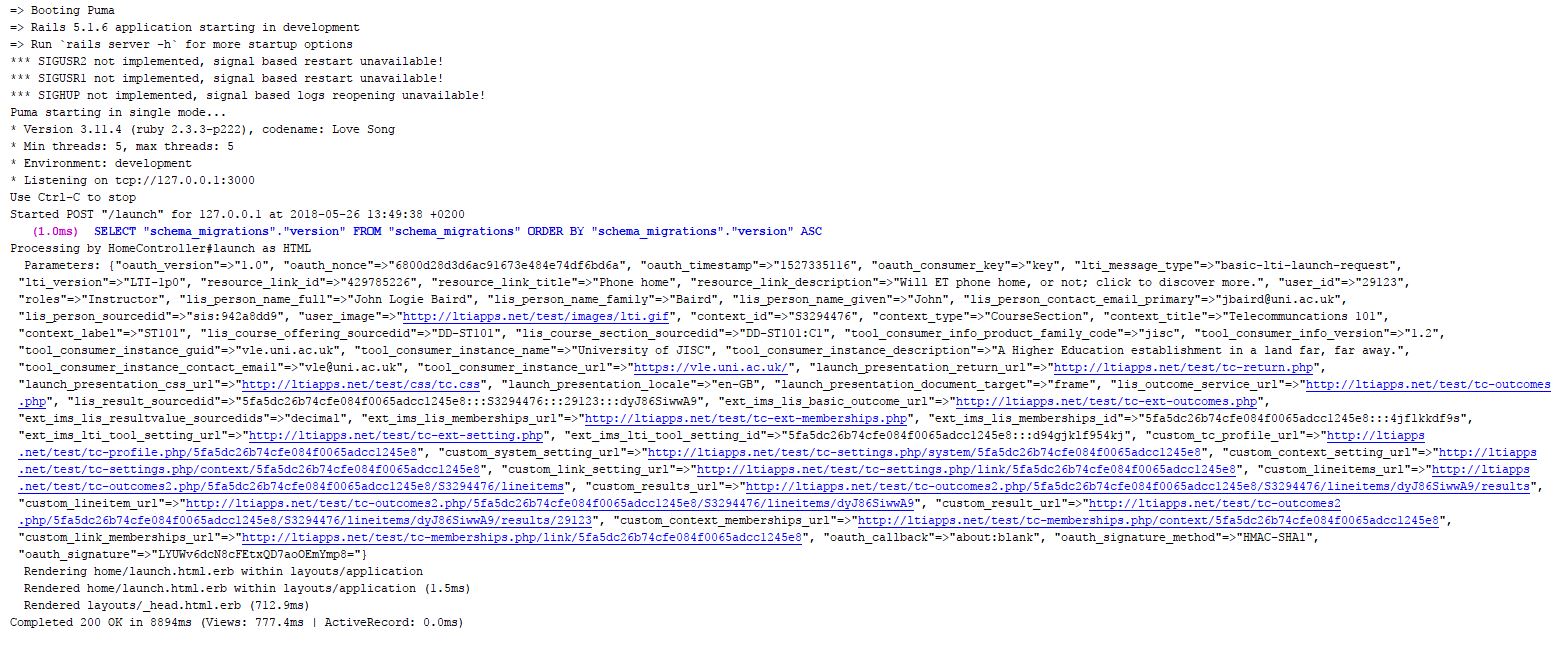 => Booting Puma
=> Rails 5.1.6 application starting in development
=> Run `rails server -h` for more startup options
*** SIGUSR2 not implemented, signal based restart unavailable!
*** SIGUSR1 not implemented, signal based restart unavailable!
*** SIGHUP not implemented, signal based logs reopening unavailable!
Puma starting in single mode...
* Version 3.11.4 (ruby 2.3.3-p222), codename: Love Song
* Min threads: 5, max threads: 5
* Environment: development
* Listening on tcp://127.0.0.1:3000
Use Ctrl-C to stop
Started POST "/launch" for 127.0.0.1 at 2018-05-26 13:49:38 +0200
(1.0ms)  SELECT "schema_migrations"."version" FROM "schema_migrations" ORDER BY "schema_migrations"."version" ASC
Processing by HomeController#launch as HTML
Parameters: {"oauth_version"=>"1.0", "oauth_nonce"=>"6800d28d3d6ac91673e484e74df6bd6a", "oauth_timestamp"=>"1527335116", "oauth_consumer_key"=>"key", "lti_message_type"=>"basic-lti-launch-request",
"lti_version"=>"LTI-1p0", "resource_link_id"=>"429785226", "resource_link_title"=>"Phone home", "resource_link_description"=>"Will ET phone home, or not; click to discover more.", "user_id"=>"29123",
"roles"=>"Instructor", "lis_person_name_full"=>"John Logie Baird", "lis_person_name_family"=>"Baird", "lis_person_name_given"=>"John", "lis_person_contact_email_primary"=>"jbaird@uni.ac.uk",
"lis_person_sourcedid"=>"sis:942a8dd9", "user_image"=>"http://ltiapps.net/test/images/lti.gif", "context_id"=>"S3294476", "context_type"=>"CourseSection", "context_title"=>"Telecommuncations 101",
"context_label"=>"ST101", "lis_course_offering_sourcedid"=>"DD-ST101", "lis_course_section_sourcedid"=>"DD-ST101:C1", "tool_consumer_info_product_family_code"=>"jisc", "tool_consumer_info_version"=>"1.2",
"tool_consumer_instance_guid"=>"vle.uni.ac.uk", "tool_consumer_instance_name"=>"University of JISC", "tool_consumer_instance_description"=>"A Higher Education establishment in a land far, far away.",
"tool_consumer_instance_contact_email"=>"vle@uni.ac.uk", "tool_consumer_instance_url"=>"https://vle.uni.ac.uk/", "launch_presentation_return_url"=>"http://ltiapps.net/test/tc-return.php",
"launch_presentation_css_url"=>"http://ltiapps.net/test/css/tc.css", "launch_presentation_locale"=>"en-GB", "launch_presentation_document_target"=>"frame", "lis_outcome_service_url"=>"http://ltiapps.net/test/tc-outcomes
.php", "lis_result_sourcedid"=>"5fa5dc26b74cfe084f0065adcc1245e8:::S3294476:::29123:::dyJ86SiwwA9", "ext_ims_lis_basic_outcome_url"=>"http://ltiapps.net/test/tc-ext-outcomes.php",
"ext_ims_lis_resultvalue_sourcedids"=>"decimal", "ext_ims_lis_memberships_url"=>"http://ltiapps.net/test/tc-ext-memberships.php", "ext_ims_lis_memberships_id"=>"5fa5dc26b74cfe084f0065adcc1245e8:::4jflkkdf9s",
"ext_ims_lti_tool_setting_url"=>"http://ltiapps.net/test/tc-ext-setting.php", "ext_ims_lti_tool_setting_id"=>"5fa5dc26b74cfe084f0065adcc1245e8:::d94gjklf954kj", "custom_tc_profile_url"=>"http://ltiapps
.net/test/tc-profile.php/5fa5dc26b74cfe084f0065adcc1245e8", "custom_system_setting_url"=>"http://ltiapps.net/test/tc-settings.php/system/5fa5dc26b74cfe084f0065adcc1245e8", "custom_context_setting_url"=>"http://ltiapps
.net/test/tc-settings.php/context/5fa5dc26b74cfe084f0065adcc1245e8", "custom_link_setting_url"=>"http://ltiapps.net/test/tc-settings.php/link/5fa5dc26b74cfe084f0065adcc1245e8", "custom_lineitems_url"=>"http://ltiapps
.net/test/tc-outcomes2.php/5fa5dc26b74cfe084f0065adcc1245e8/S3294476/lineitems", "custom_results_url"=>"http://ltiapps.net/test/tc-outcomes2.php/5fa5dc26b74cfe084f0065adcc1245e8/S3294476/lineitems/dyJ86SiwwA9/results",
"custom_lineitem_url"=>"http://ltiapps.net/test/tc-outcomes2.php/5fa5dc26b74cfe084f0065adcc1245e8/S3294476/lineitems/dyJ86SiwwA9", "custom_result_url"=>"http://ltiapps.net/test/tc-outcomes2
.php/5fa5dc26b74cfe084f0065adcc1245e8/S3294476/lineitems/dyJ86SiwwA9/results/29123", "custom_context_memberships_url"=>"http://ltiapps.net/test/tc-memberships.php/context/5fa5dc26b74cfe084f0065adcc1245e8",
"custom_link_memberships_url"=>"http://ltiapps.net/test/tc-memberships.php/link/5fa5dc26b74cfe084f0065adcc1245e8", "oauth_callback"=>"about:blank", "oauth_signature_method"=>"HMAC-SHA1",
"oauth_signature"=>"LYUWv6dcN8cFEtxQD7aoOEmYmp8="}
Rendering home/launch.html.erb within layouts/application
Rendered home/launch.html.erb within layouts/application (1.5ms)
Rendered layouts/_head.html.erb (712.9ms)
Completed 200 OK in 8894ms (Views: 777.4ms | ActiveRecord: 0.0ms)